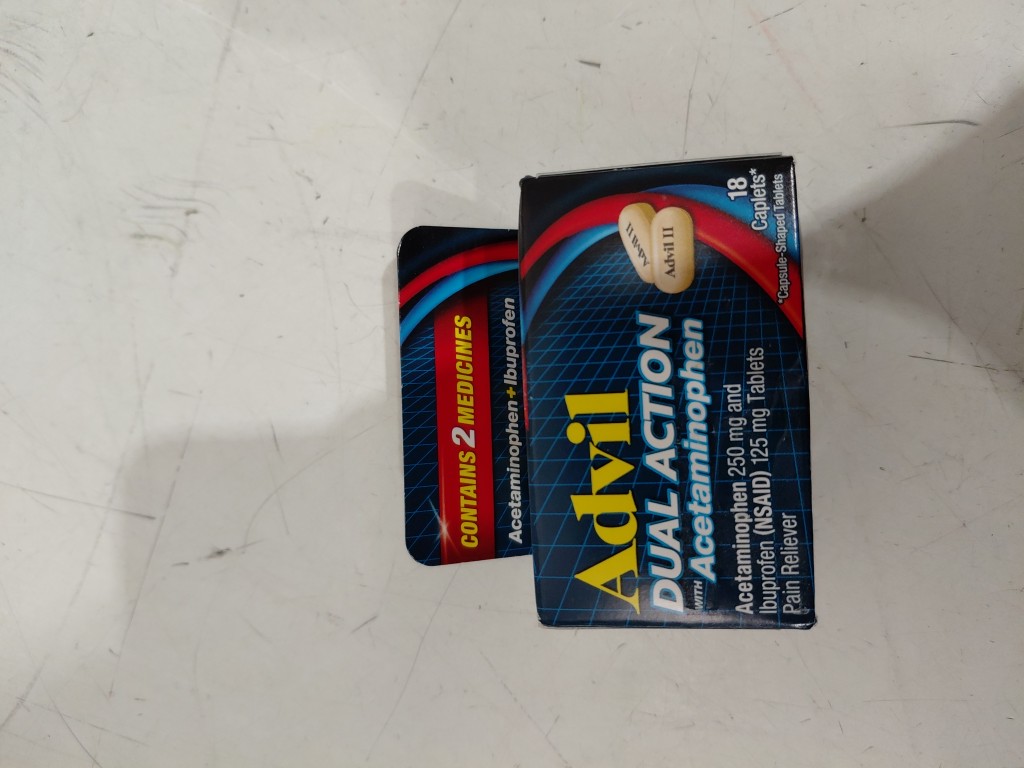 CONTAINS 2 MEDICINES
Acetaminophen+Ibuprofen
Advil
DUAL ACTION
WITH Acetaminophen
Acetaminophen 250 mg and
Ibuprofen (NSAID) 125 mg Tablets
Pain Reliever
Advil II
Advil II
18
Caplets*
*Capsule-Shaped Tablets